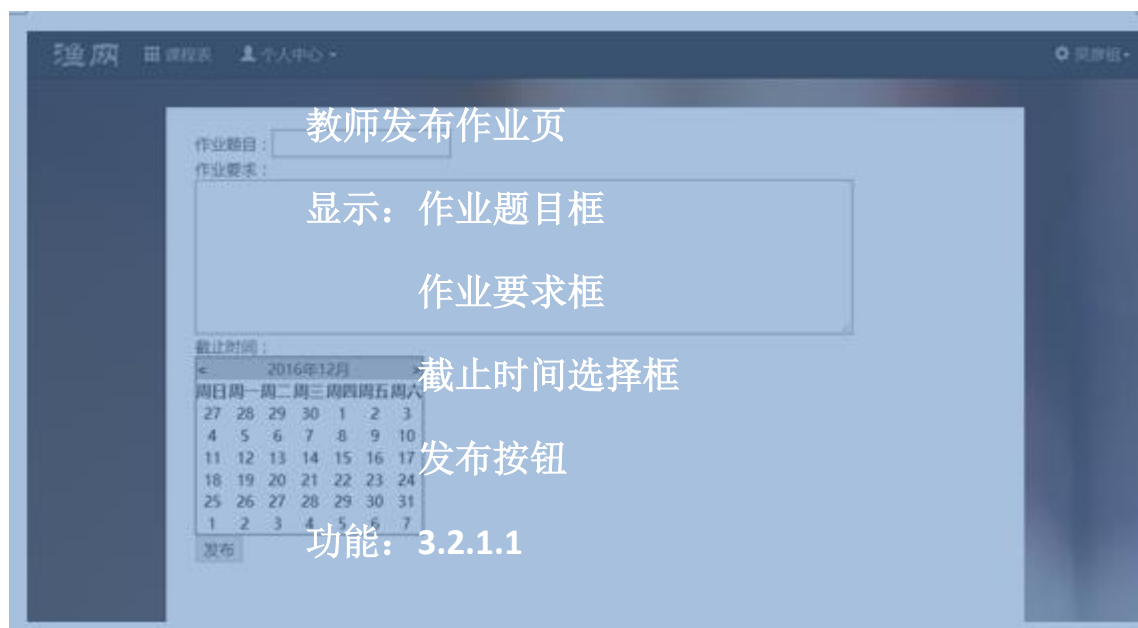 渔网 课程表 个人中心
教师发布作业页
作业题目：
作业要求：
显示：作业题目框
作业要求框
截止时间：
< 2016年12月 >
截止时间选择框
周日 周一 周二 周三 周四 周五 周六
27 28 29 30 1 2 3
4 5 6 7 8 9 10
11 12 13 14 15 16 17
发布按钮
18 19 20 21 22 23 24
25 26 27 28 29 30 31
1 2 3 4 5 6 7
功能：3.2.1.1
发布